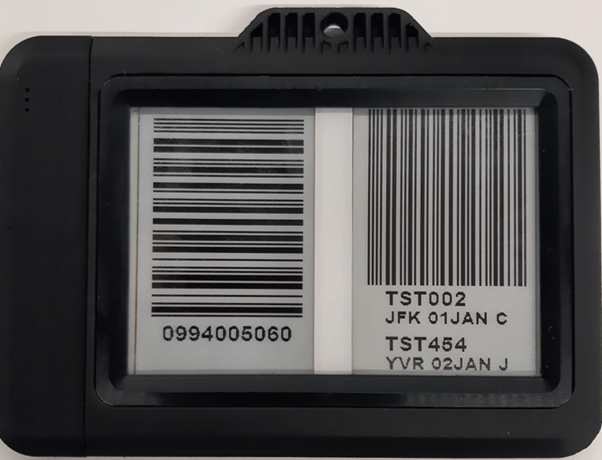 0994005060
TST002
JFK 01JAN C
TST454
YVR 02JAN J